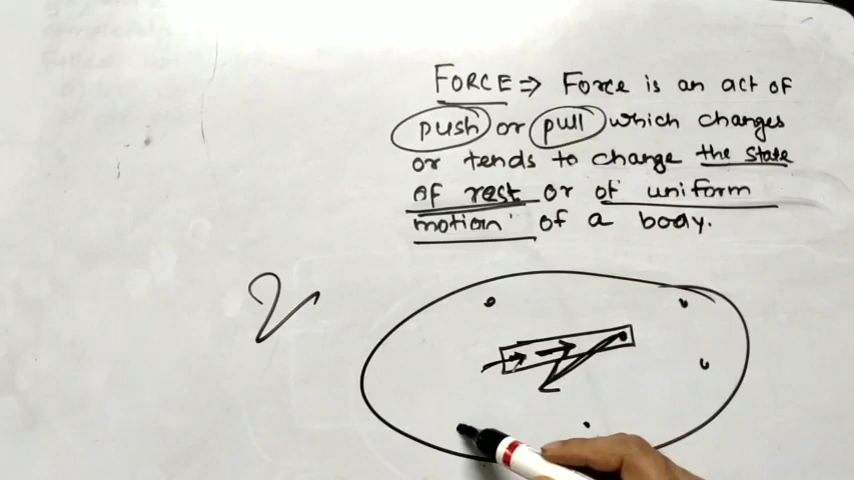 FORCE ⇒ Force is an act of
push or pull which changes
or tends to change the state
of rest or of uniform
motion of a body.